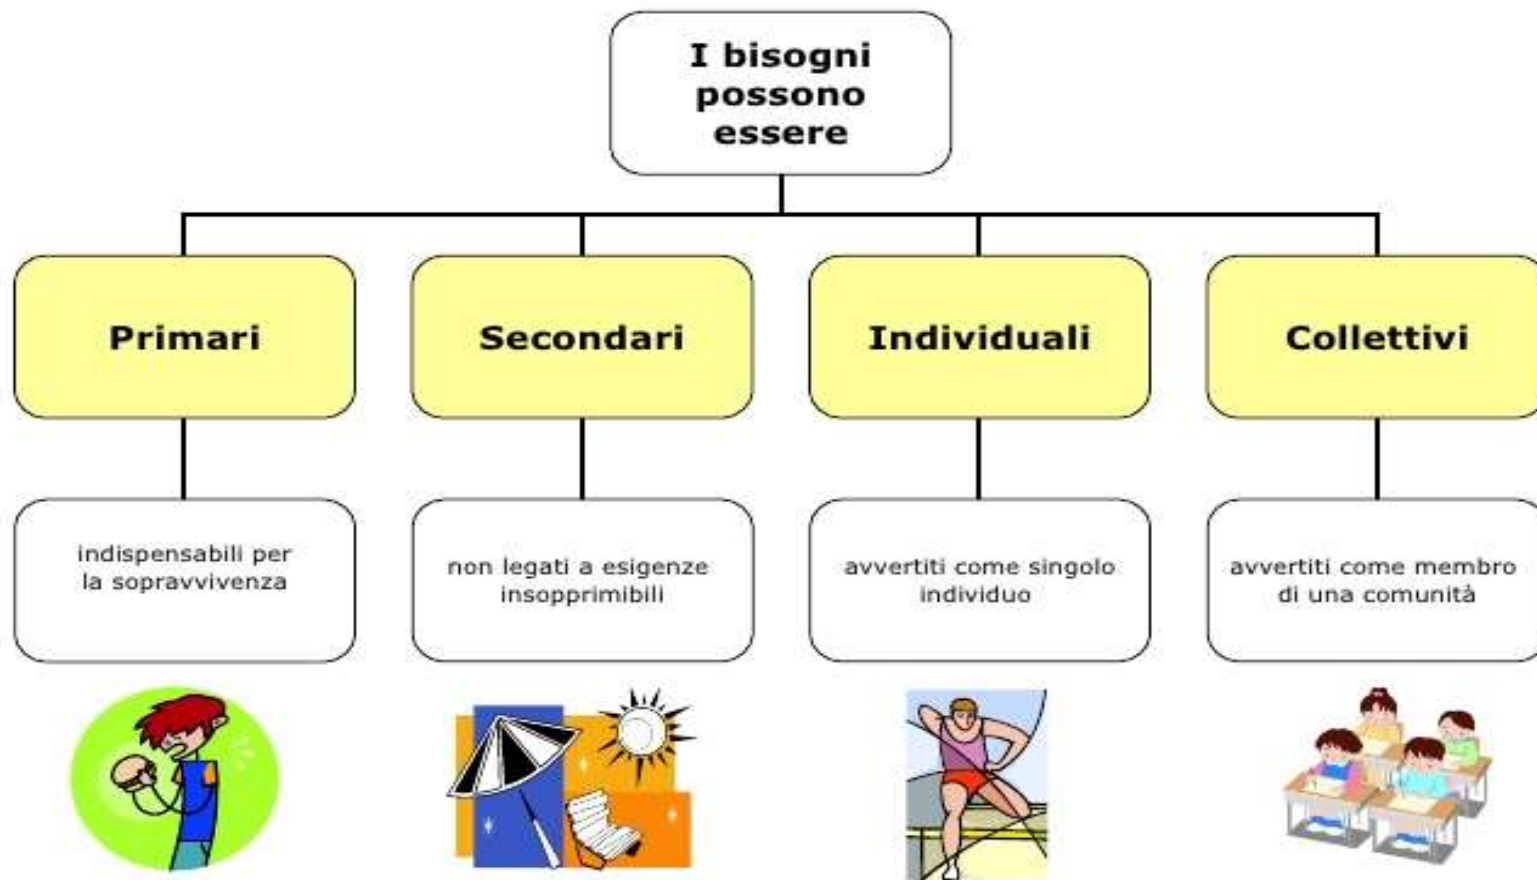 I bisogni
possono
essere
Primari
Secondari
Individuali
Collettivi
indispensabili per
la sopravvivenza
non legati a esigenze
insopprimibili
avvertiti come singolo
individuo
avvertiti come membro
di una comunità